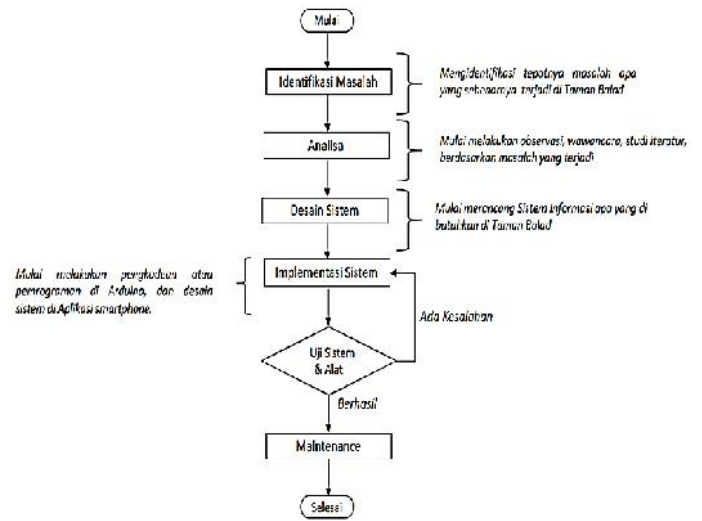 Mulai
Identifikasi Masalah
Mengidentifikasi tepatnya masalah apa
yang sebenarnya terjadi di Taman Balad
Analisa
Mulai melakukan observasi, wawancara, studi literatur,
berdasarkan masalah yang terjadi
Desain Sistem
Mulai merancang Sistem Informasi apa yang di
butuhkan di Taman Balad
Implementasi Sistem
Mulai melakukan pengkodean atau
pemrograman di Arduino, dan desain
sistem di Aplikasi smartphone.
Ada Kesalahan
Uji Sistem
& Alat
Berhasil
Maintenance
Selesai